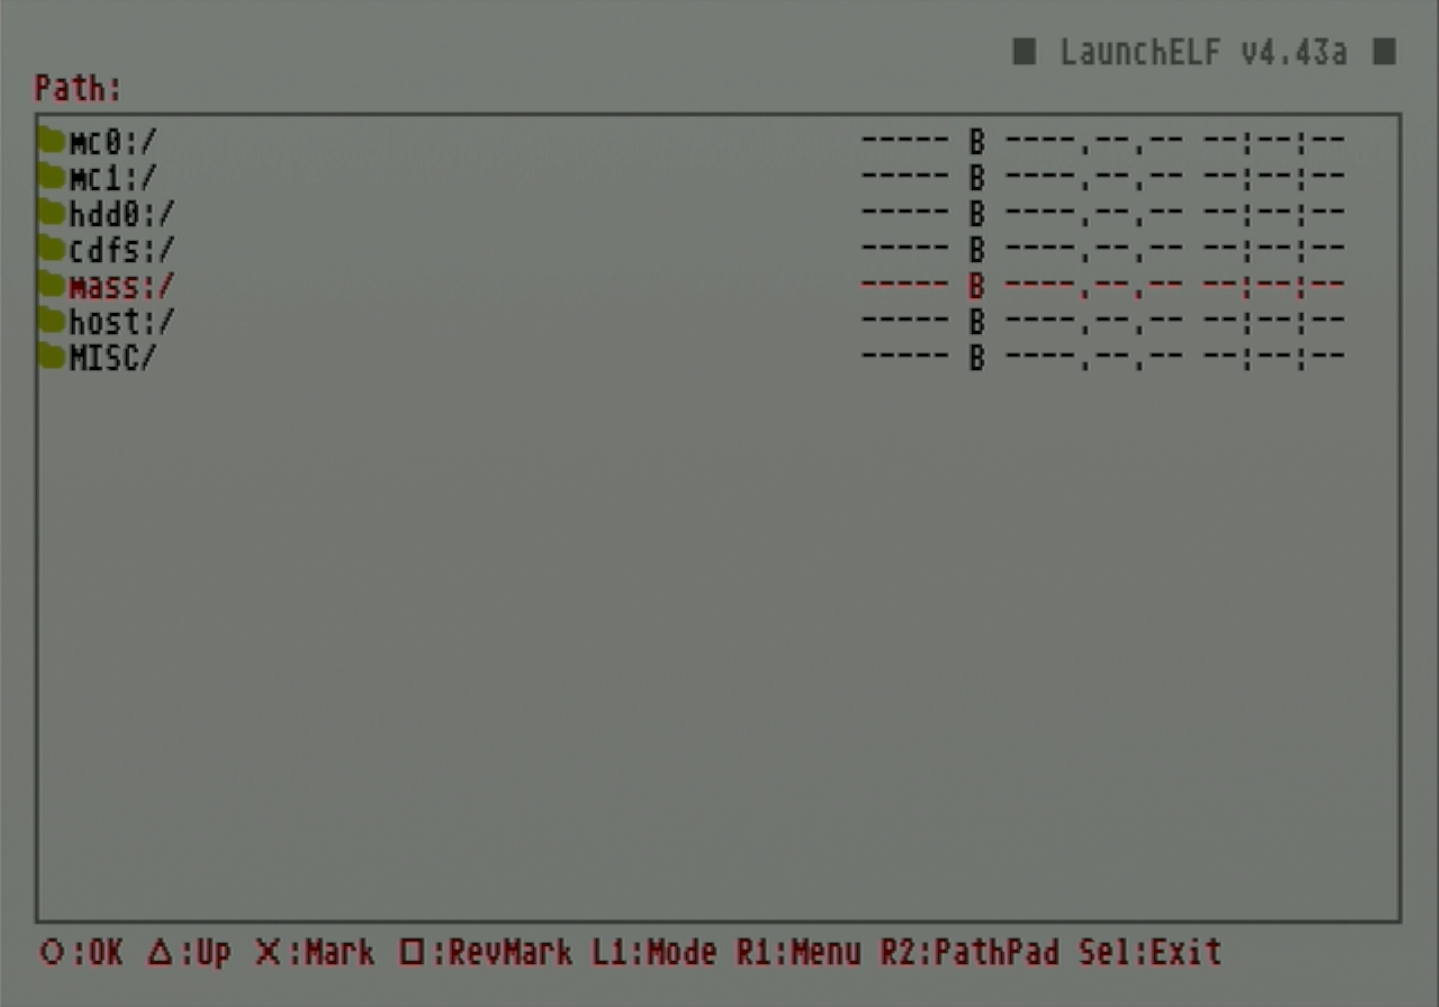 ■ LaunchELF v4.43a ■
Path:
mc0:/ ----- B ----.--.-- --:--:--
mc1:/ ----- B ----.--.-- --:--:--
hdd0:/ ----- B ----.--.-- --:--:--
cdfs:/ ----- B ----.--.-- --:--:--
mass:/ ----- B ----.--.-- --:--:--
host:/ ----- B ----.--.-- --:--:--
MISC/ ----- B ----.--.-- --:--:--
○:OK △:Up ×:Mark □:RevMark L1:Mode R1:Menu R2:PathPad Sel:Exit